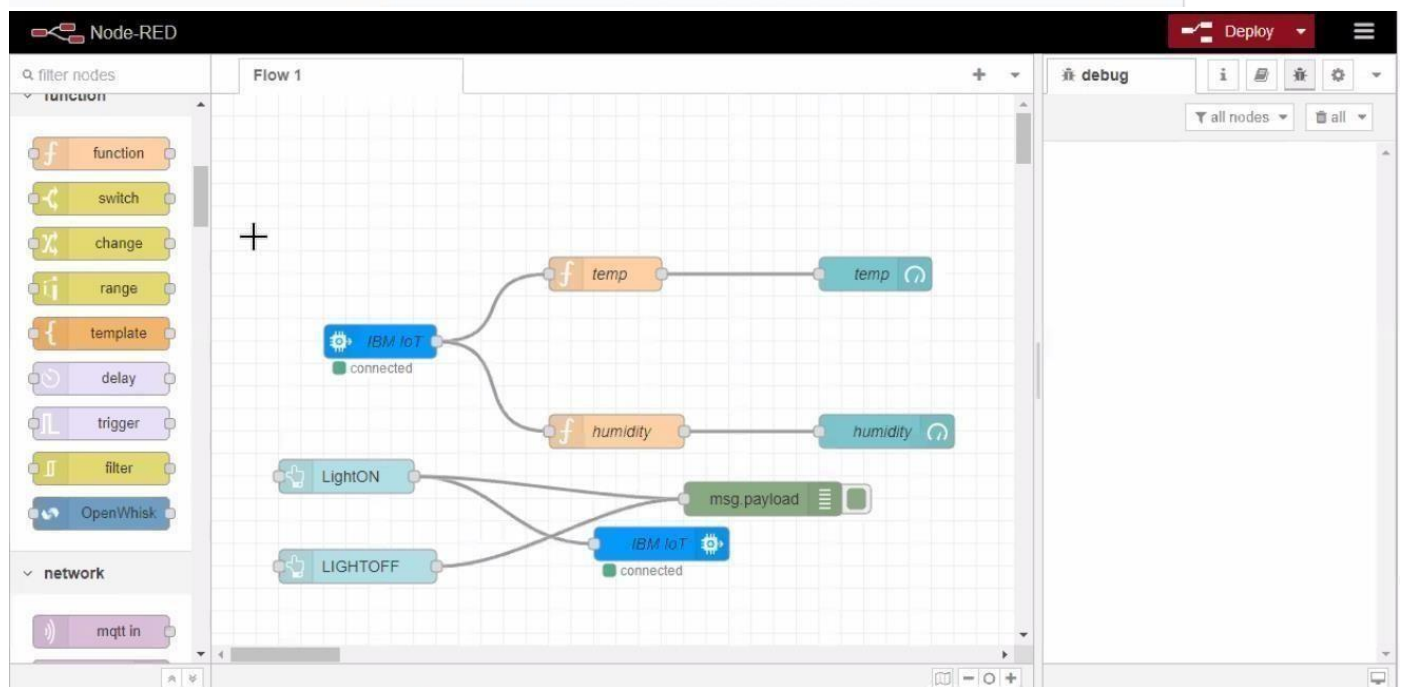 Node-RED
Deploy
filter nodes
Flow 1
debug
function
all nodes
all
function
switch
change
range
template
delay
trigger
filter
OpenWhisk
network
mqtt in
temp
temp
IBM IoT
connected
humidity
humidity
LightON
msg.payload
IBM IoT
connected
LIGHTOFF